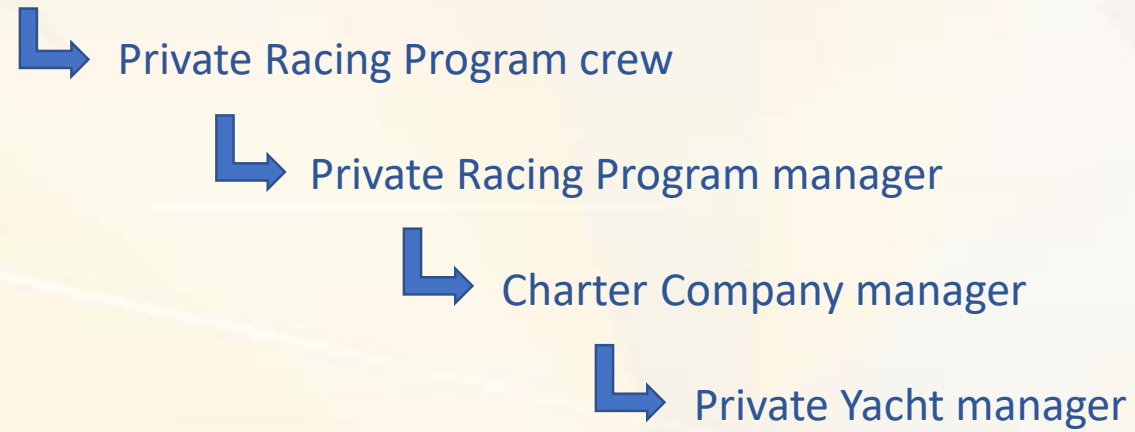 Private Racing Program crew
Private Racing Program manager
Charter Company manager
Private Yacht manager